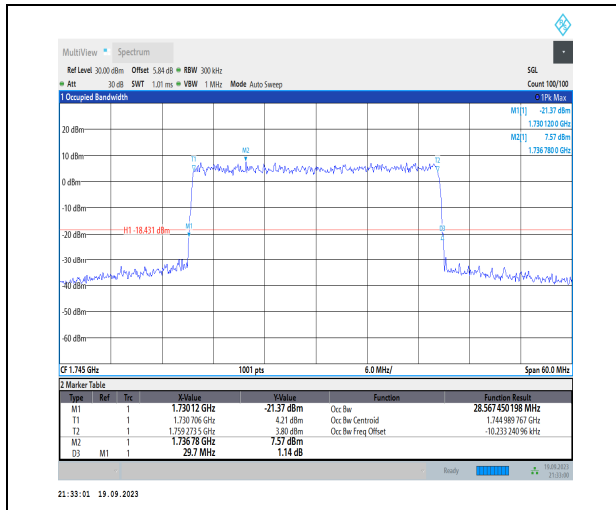 MultiView Spectrum
Ref Level 30.00 dBm Offset 5.84 dB RBW 300 kHz SGL
Att 30 dB SWT 1.01 ms VBW 1 MHz Mode Auto Sweep Count 100/100
1 Occupied Bandwidth 1Pk Max
M1[1] -21.37 dBm
1.730 120 0 GHz
M2[1] 7.57 dBm
1.736 780 0 GHz
20 dBm
10 dBm
T1 M2 T2
0 dBm
-10 dBm
H1 -18.431 dBm M1 D3
-20 dBm
-30 dBm
-40 dBm
-50 dBm
-60 dBm
CF 1.745 GHz 1001 pts 6.0 MHz/ Span 60.0 MHz
2 Marker Table
Type Ref Trc X-Value Y-Value Function Function Result
M1 1 1.73012 GHz -21.37 dBm Occ Bw 28.567 450 198 MHz
T1 1 1.730 706 GHz 4.21 dBm Occ Bw Centroid 1.744 989 767 GHz
T2 1 1.759 273 5 GHz 3.80 dBm Occ Bw Freq Offset -10.233 240 96 kHz
M2 1 1.736 78 GHz 7.57 dBm
D3 M1 1 29.7 MHz 1.14 dB
Ready 19.09.2023
21:33:00
21:33:01 19.09.2023